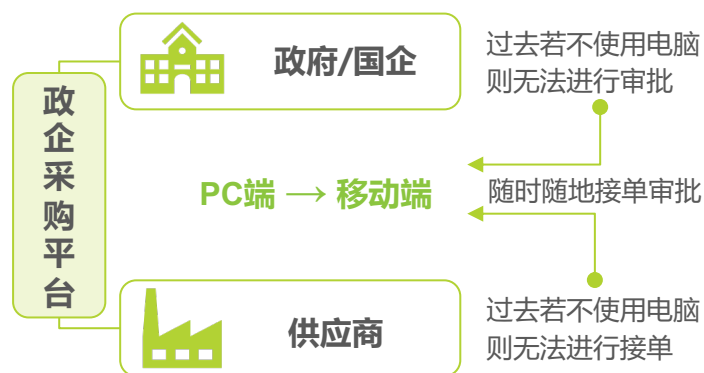 政企采购平台
政府/国企
过去若不使用电脑
则无法进行审批
PC端 → 移动端
随时随地接单审批
供应商
过去若不使用电脑
则无法进行接单